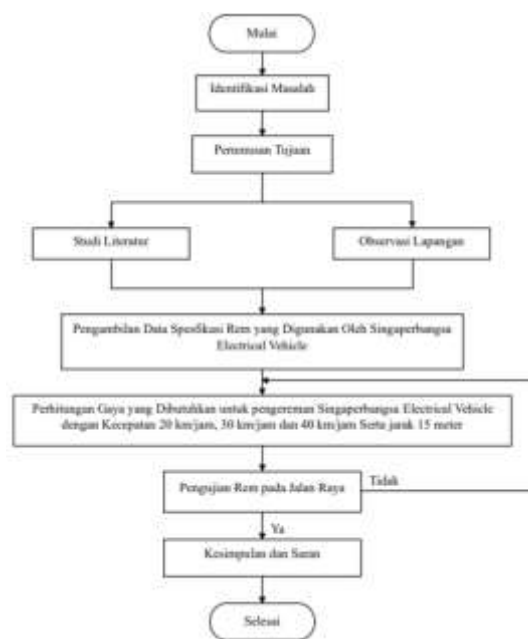 Mulai
Identifikasi Masalah
Perumusan Tujuan
Studi Literatur
Observasi Lapangan
Pengambilan Data Spesifikasi Rem yang Digunakan Oleh Singaperbangsa
Electrical Vehicle
Perhitungan Gaya yang Dibutuhkan untuk pengereman Singaperbangsa Electrical Vehicle
dengan Kecepatan 20 km/jam, 30 km/jam dan 40 km/jam Serta jarak 15 meter
Pengujian Rem pada Jalan Raya
Tidak
Ya
Kesimpulan dan Saran
Selesai